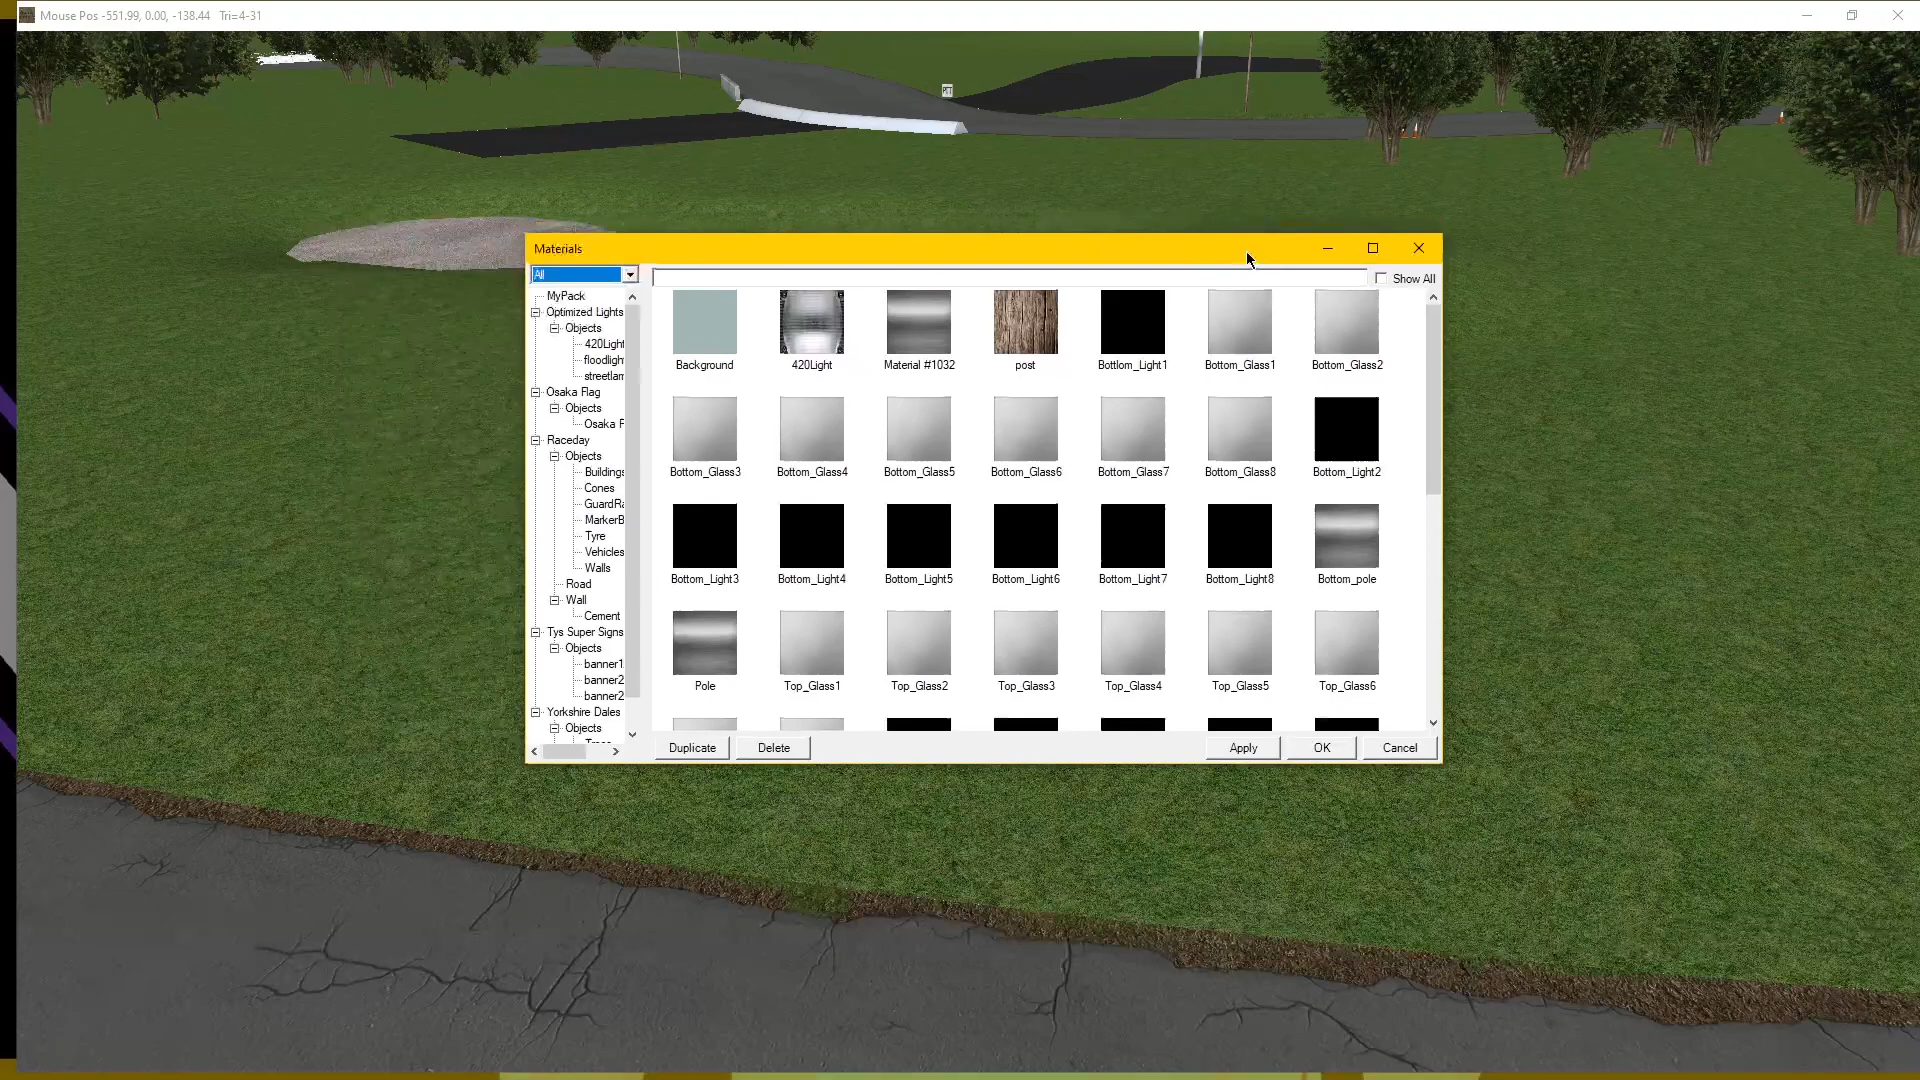 Mouse Pos -551.99, 0.00, -138.44   Tri=4-31
PIT
Materials
All
Show All
MyPack
Optimized Lights
Objects
420Light
floodligh
streetlam
Osaka Flag
Objects
Osaka F
Raceday
Objects
Buildings
Cones
GuardRa
MarkerB
Tyre
Vehicles
Walls
Road
Wall
Cement
Tys Super Signs
Objects
banner1
banner2
banner2
Yorkshire Dales
Objects
Background
420Light
Material #1032
post
Bottlom_Light1
Bottom_Glass1
Bottom_Glass2
Bottom_Glass3
Bottom_Glass4
Bottom_Glass5
Bottom_Glass6
Bottom_Glass7
Bottom_Glass8
Bottom_Light2
Bottom_Light3
Bottom_Light4
Bottom_Light5
Bottom_Light6
Bottom_Light7
Bottom_Light8
Bottom_pole
Pole
Top_Glass1
Top_Glass2
Top_Glass3
Top_Glass4
Top_Glass5
Top_Glass6
Duplicate
Delete
Apply
OK
Cancel